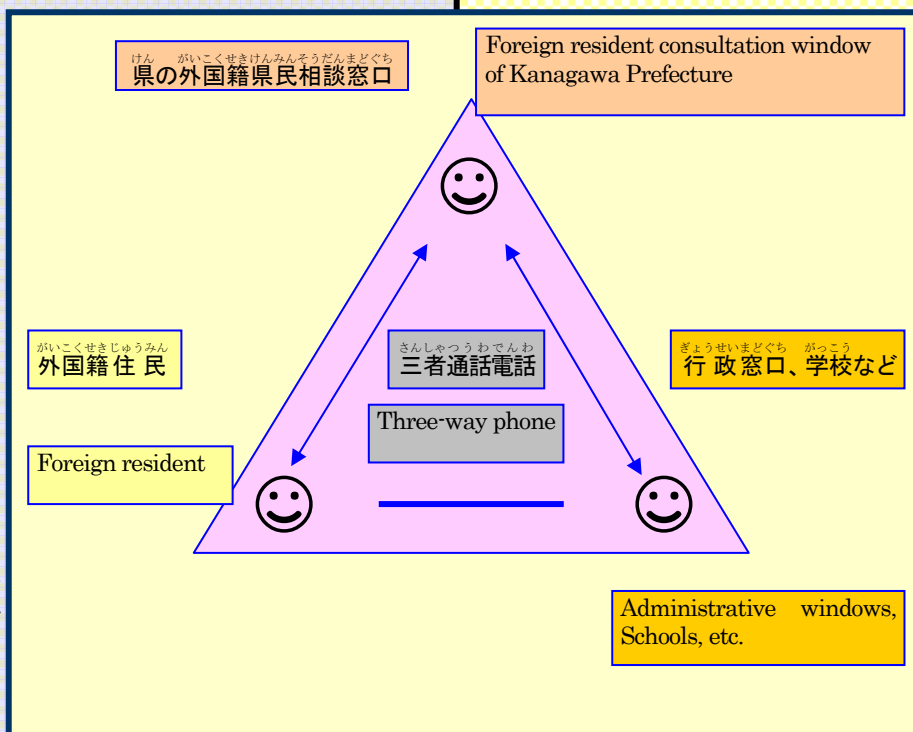 けん がいこくせきけんみんそうだんまどぐち
県の外国籍県民相談窓口
Foreign resident consultation window
of Kanagawa Prefecture
がいこくせきじゅうみん
外国籍住民
さんしゃつうわでんわ
三者通話電話
ぎょうせいまどぐち がっこう
行政窓口、学校など
Three-way phone
Foreign resident
Administrative windows,
Schools, etc.